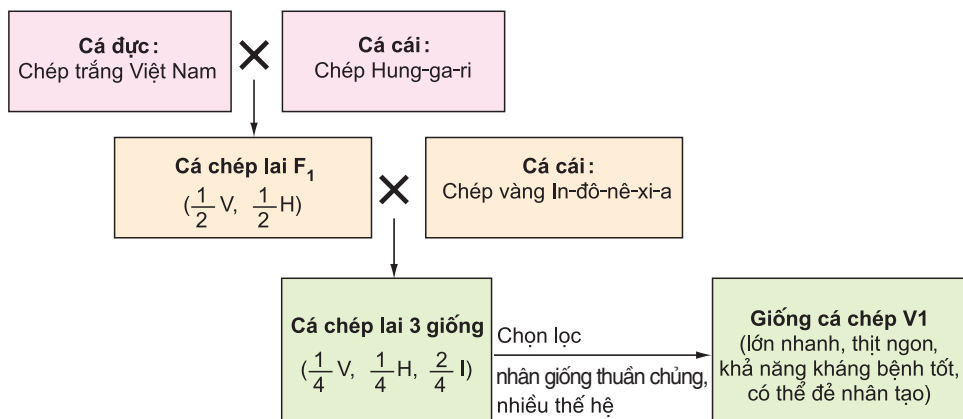 Cá đực:
Chép trắng Việt Nam
×
Cá cái:
Chép Hung-ga-ri
Cá chép lai F₁
(1/2 V, 1/2 H)
×
Cá cái:
Chép vàng In-đô-nê-xi-a
Cá chép lai 3 giống
(1/4 V, 1/4 H, 2/4 I)
Chọn lọc
nhân giống thuần chủng,
nhiều thế hệ
Giống cá chép V1
(lớn nhanh, thịt ngon,
khả năng kháng bệnh tốt,
có thể đẻ nhân tạo)